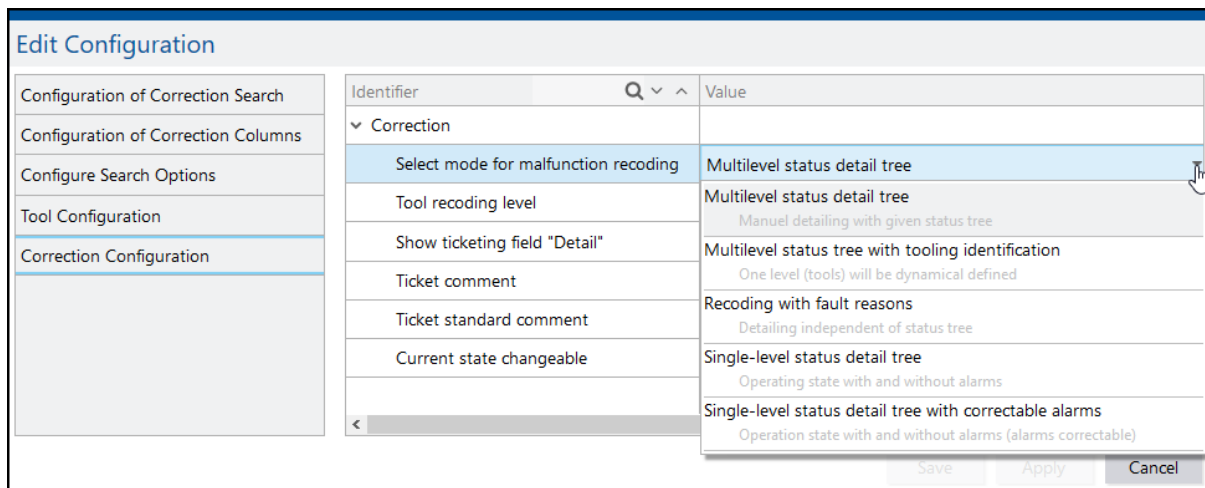 Edit Configuration
Configuration of Correction Search
Configuration of Correction Columns
Configure Search Options
Tool Configuration
Correction Configuration
Identifier
Value
Correction
Select mode for malfunction recoding
Multilevel status detail tree
Tool recoding level
Show ticketing field "Detail"
Ticket comment
Ticket standard comment
Current state changeable
Multilevel status detail tree
Manuel detailing with given status tree
Multilevel status tree with tooling identification
One level (tools) will be dynamical defined
Recoding with fault reasons
Detailing independent of status tree
Single-level status detail tree
Operating state with and without alarms
Single-level status detail tree with correctable alarms
Operation state with and without alarms (alarms correctable)
Save
Apply
Cancel